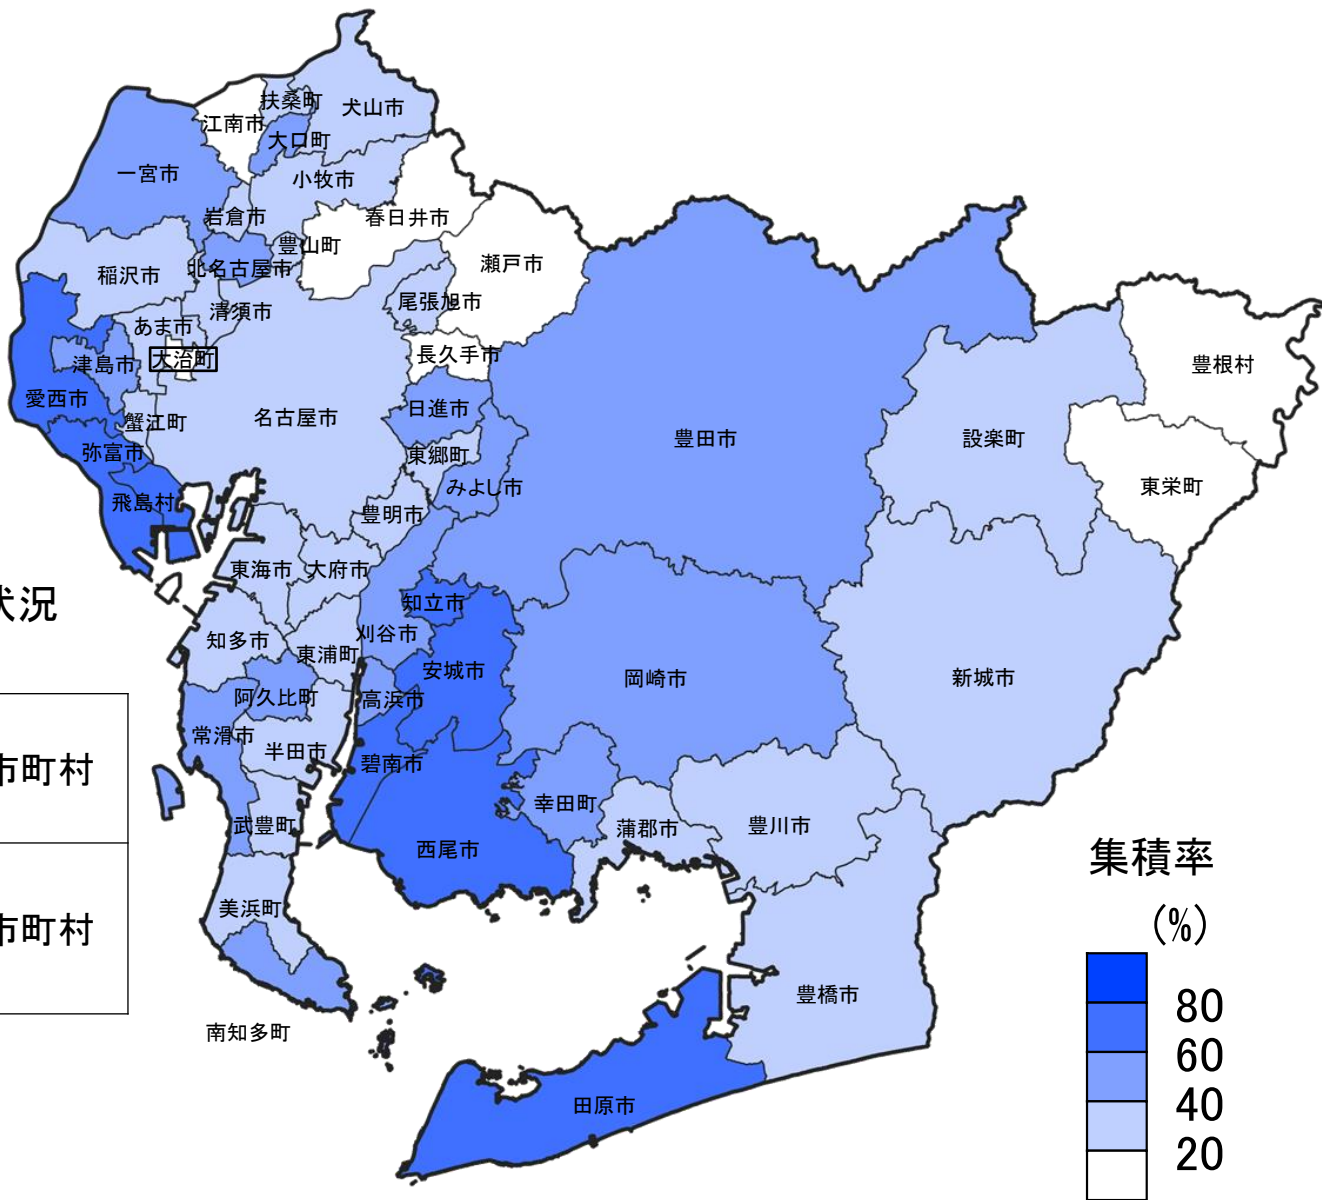 扶桑町
犬山市
江南市
大口町
一宮市
小牧市
岩倉市
春日井市
豊山町
瀬戸市
北名古屋市
稲沢市
尾張旭市
清須市
あま市
長久手市
大治町
津島市
豊根村
愛西市
日進市
蟹江町
名古屋市
豊田市
設楽町
弥富市
東郷町
みよし市
東栄町
飛島村
豊明市
東海市
大府市
状況
知立市
刈谷市
知多市
東浦町
安城市
岡崎市
新城市
阿久比町
高浜市
常滑市
半田市
碧南市
市町村
幸田町
武豊町
蒲郡市
豊川市
西尾市
集積率
(%)
美浜町
市町村
豊橋市
80
南知多町
60
田原市
40
20